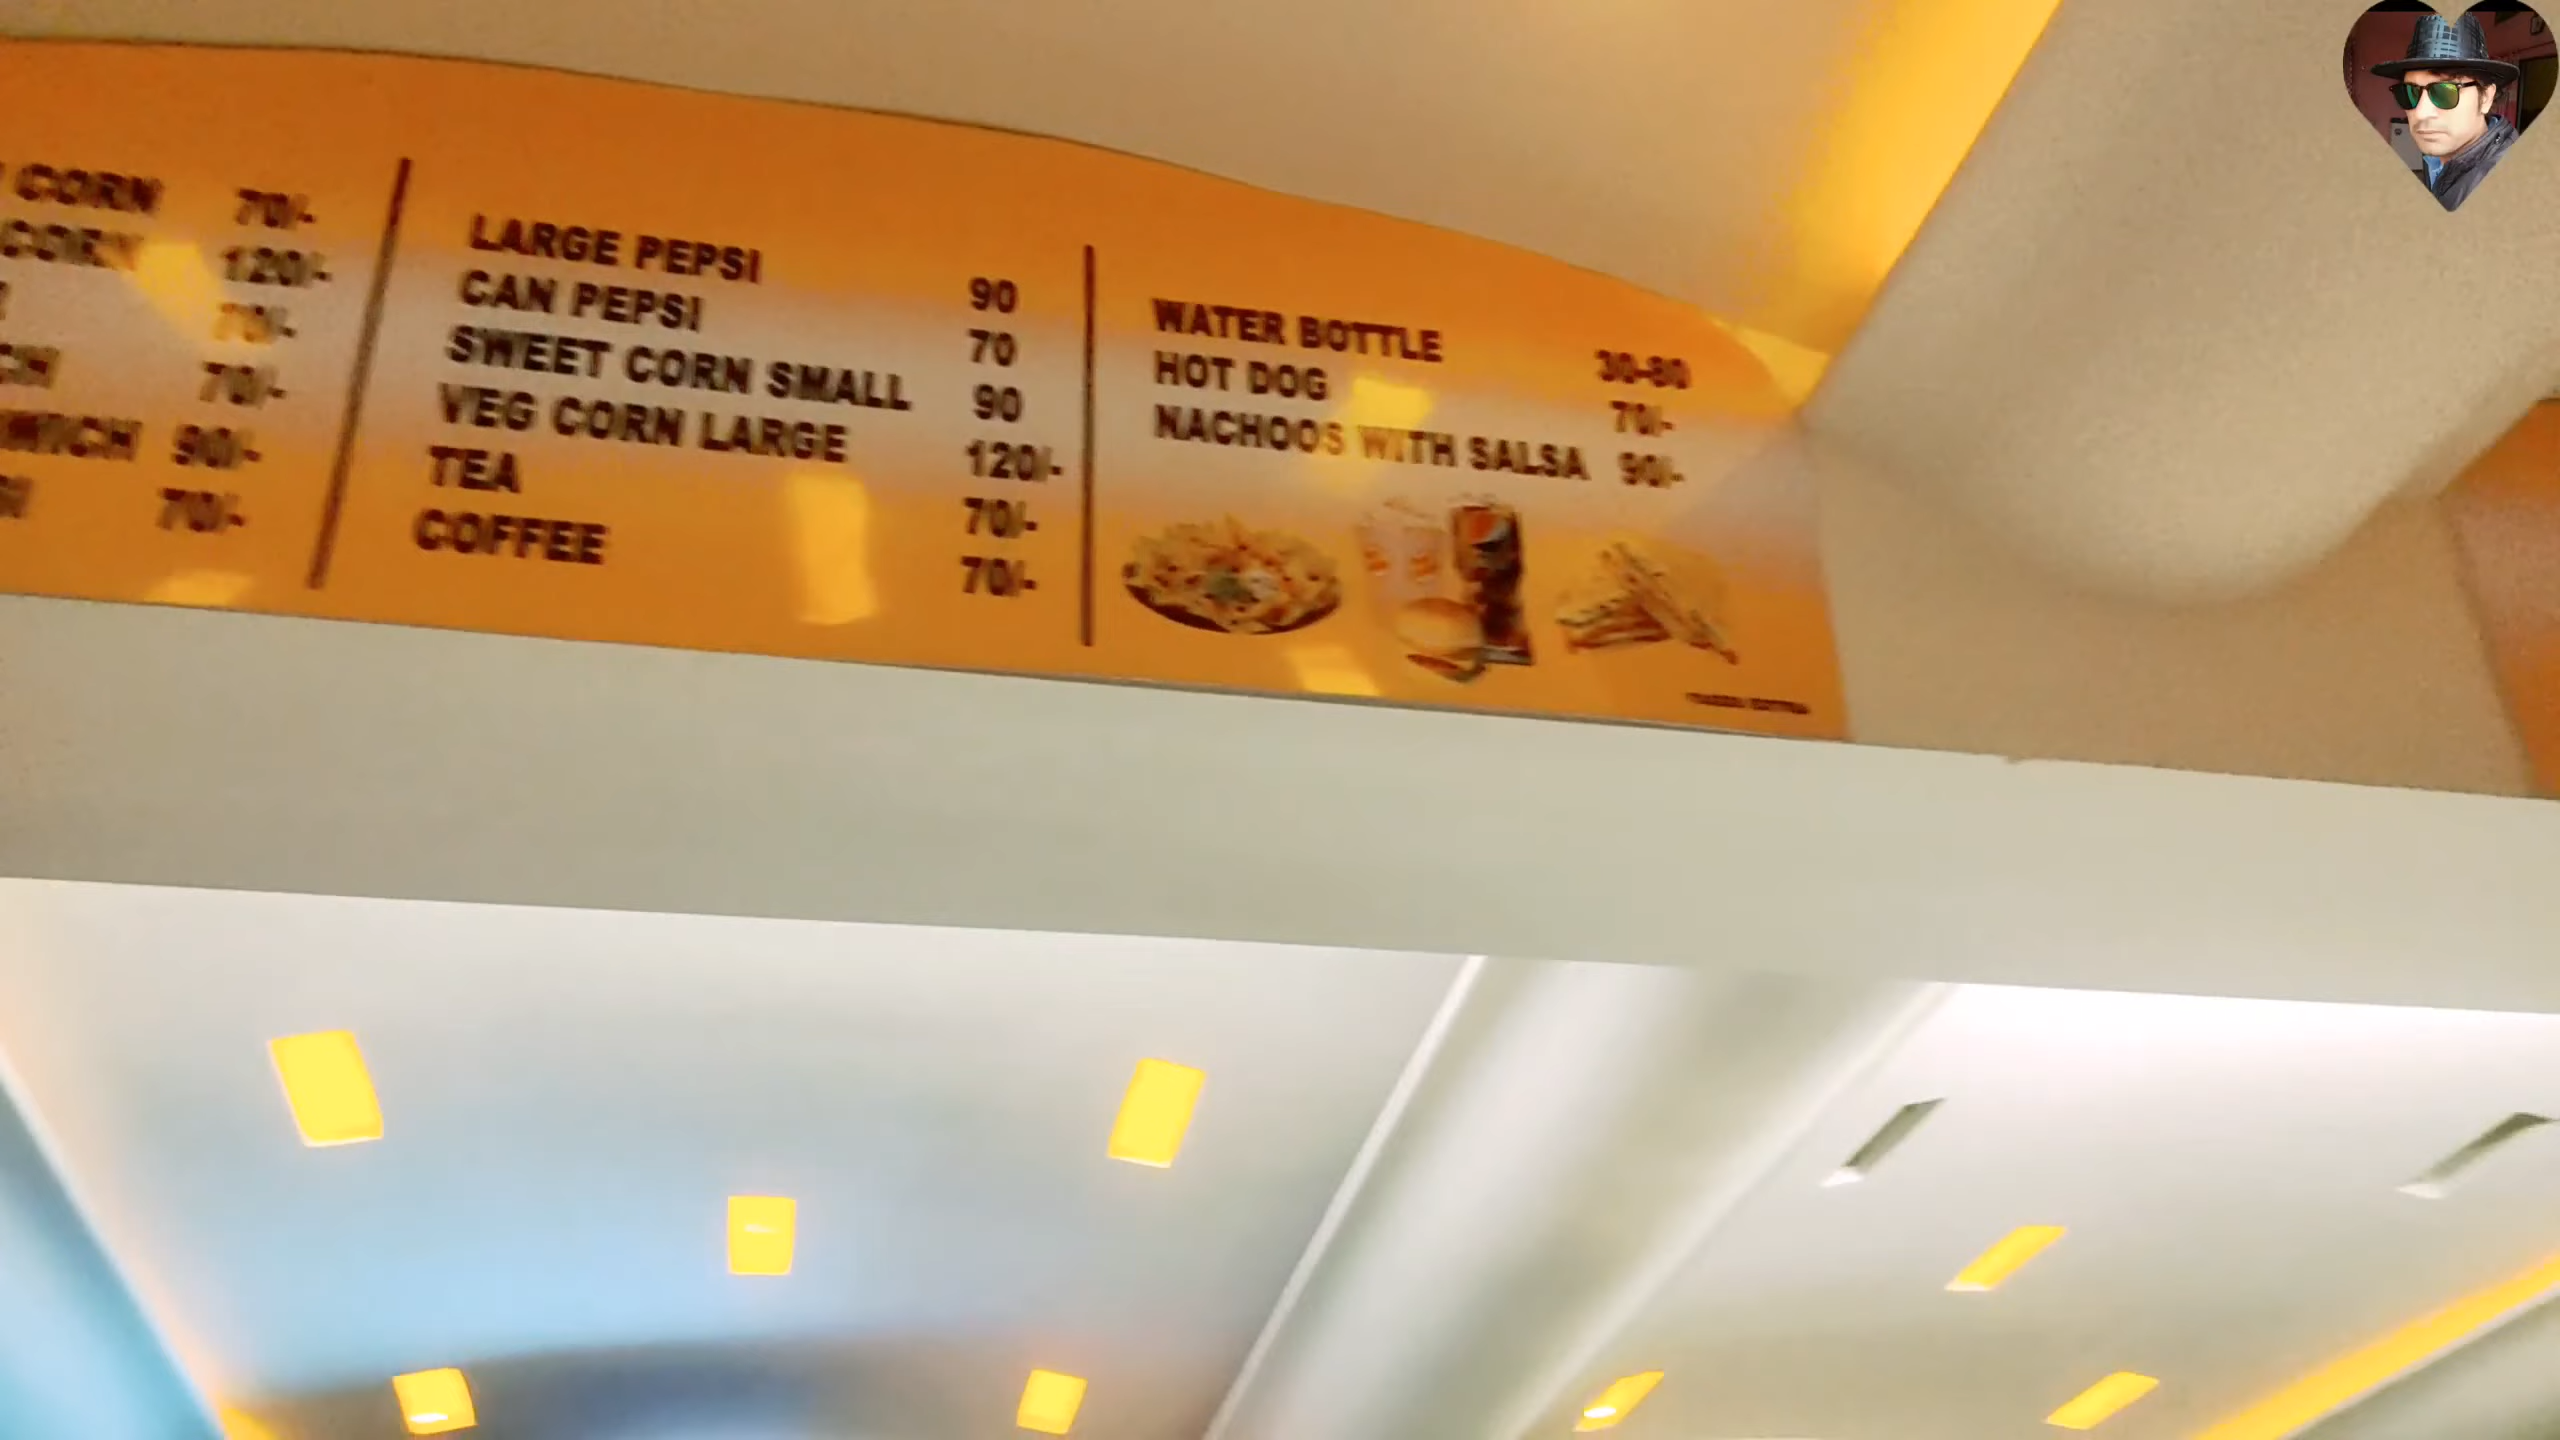 CORN 70/-
CORN 120/-
70/-
70/-
90/-
70/-
LARGE PEPSI 90
CAN PEPSI 70
SWEET CORN SMALL 90
VEG CORN LARGE 120/-
TEA 70/-
COFFEE 70/-
WATER BOTTLE 30-80
HOT DOG 70/-
NACHOOS WITH SALSA 90/-